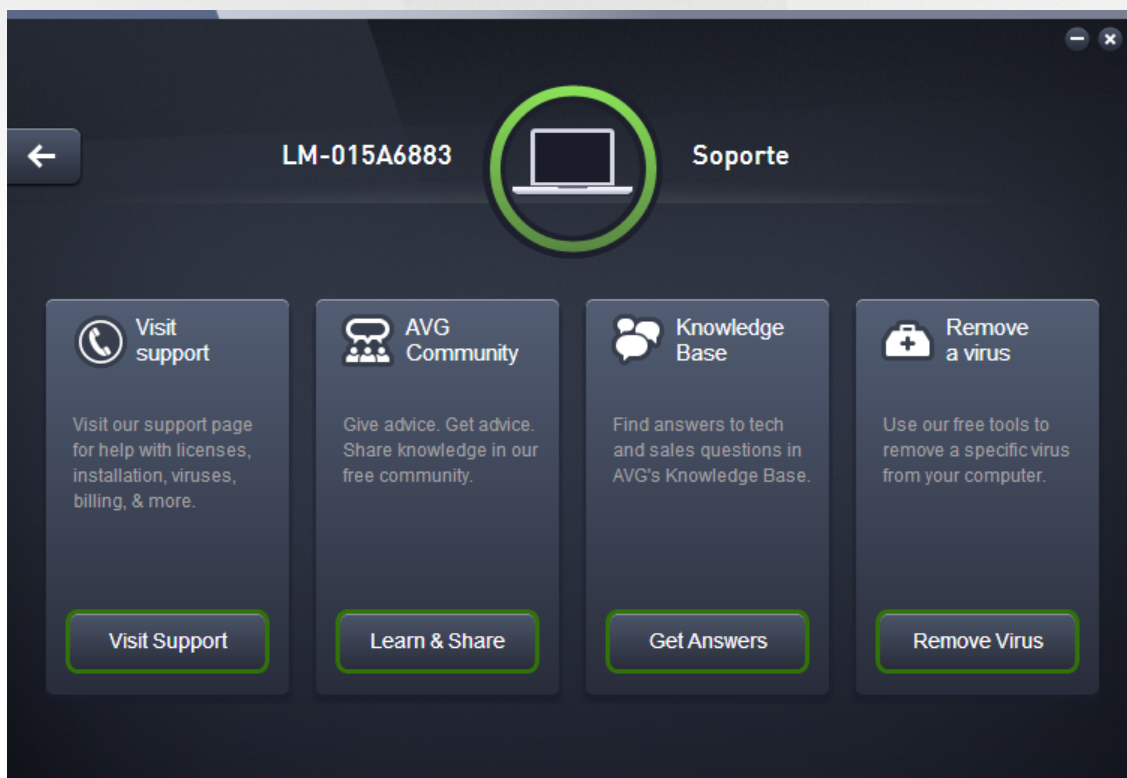 LM-015A6883
Soporte
Visit
support
Visit our support page
for help with licenses,
installation, viruses,
billing, & more.
Visit Support
AVG
Community
Give advice. Get advice.
Share knowledge in our
free community.
Learn & Share
Knowledge
Base
Find answers to tech
and sales questions in
AVG's Knowledge Base.
Get Answers
Remove
a virus
Use our free tools to
remove a specific virus
from your computer.
Remove Virus